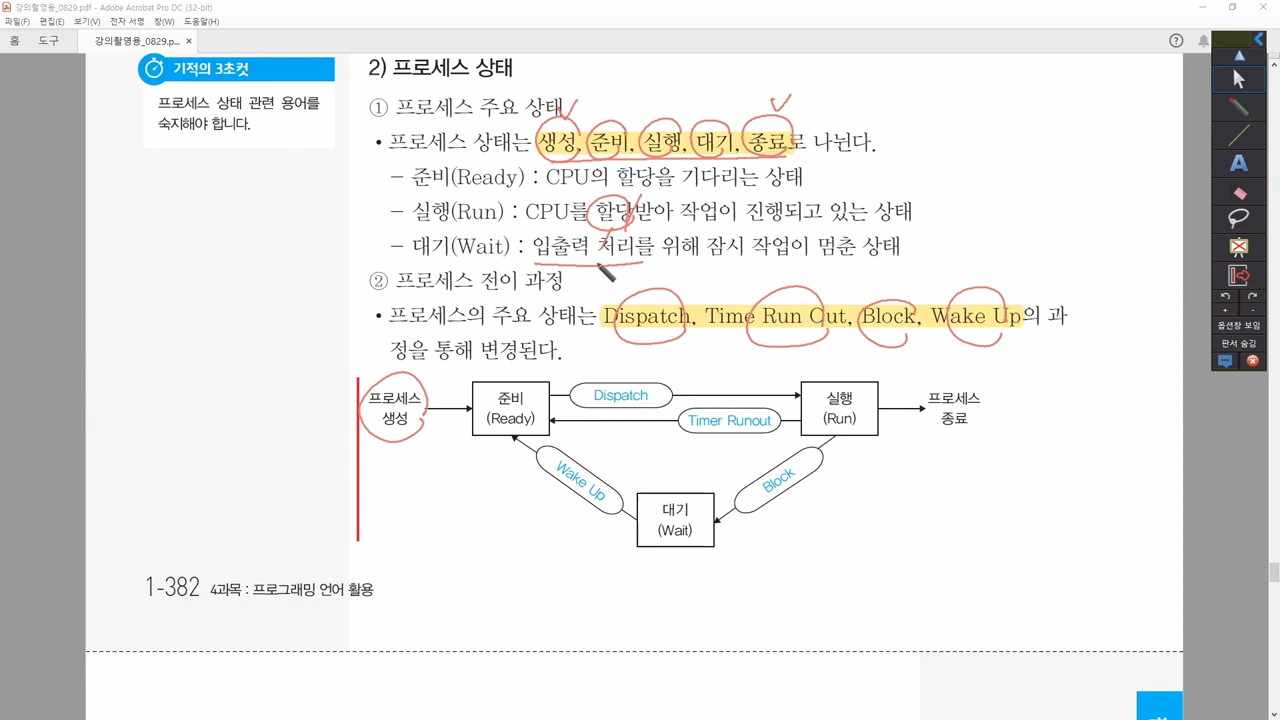 강의촬영용_0829.pdf - Adobe Acrobat Pro DC (32-bit)
파일(F) 편집(E) 보기(V) 전자 서명 창(W) 도움말(H)
홈 도구 강의촬영용_0829.p... ×
기적의 3초컷
프로세스 상태 관련 용어를
숙지해야 합니다.
2) 프로세스 상태
① 프로세스 주요 상태
• 프로세스 상태는 생성, 준비, 실행, 대기, 종료로 나뉜다.
– 준비(Ready) : CPU의 할당을 기다리는 상태
– 실행(Run) : CPU를 할당받아 작업이 진행되고 있는 상태
– 대기(Wait) : 입출력 처리를 위해 잠시 작업이 멈춘 상태
② 프로세스 전이 과정
• 프로세스의 주요 상태는 Dispatch, Time Run Out, Block, Wake Up의 과
정을 통해 변경된다.
프로세스
생성
준비
(Ready)
Dispatch
Timer Runout
실행
(Run)
프로세스
종료
Wake Up
Block
대기
(Wait)
1-382 4과목 : 프로그래밍 언어 활용
A
옵션창 보임
판서 숨김